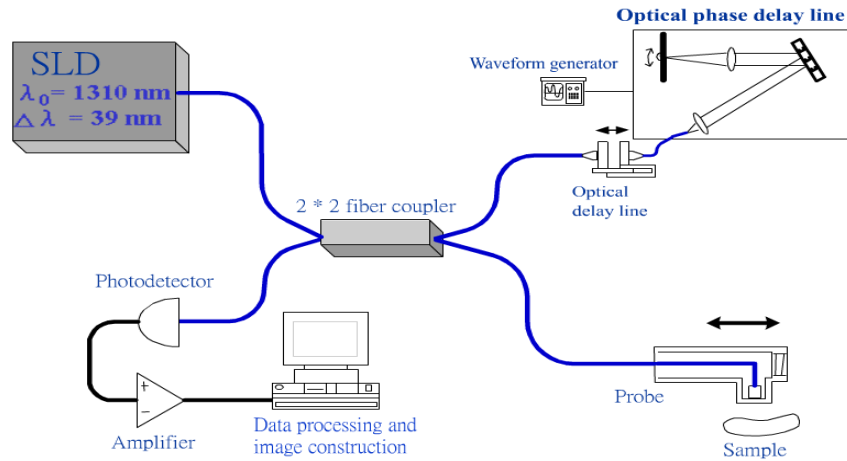 Optical phase delay line
SLD
λ0 = 1310 nm
△ λ = 39 nm
Waveform generator
Optical
delay line
2 * 2 fiber coupler
Photodetector
+
−
Amplifier
Data processing and
image construction
Probe
Sample